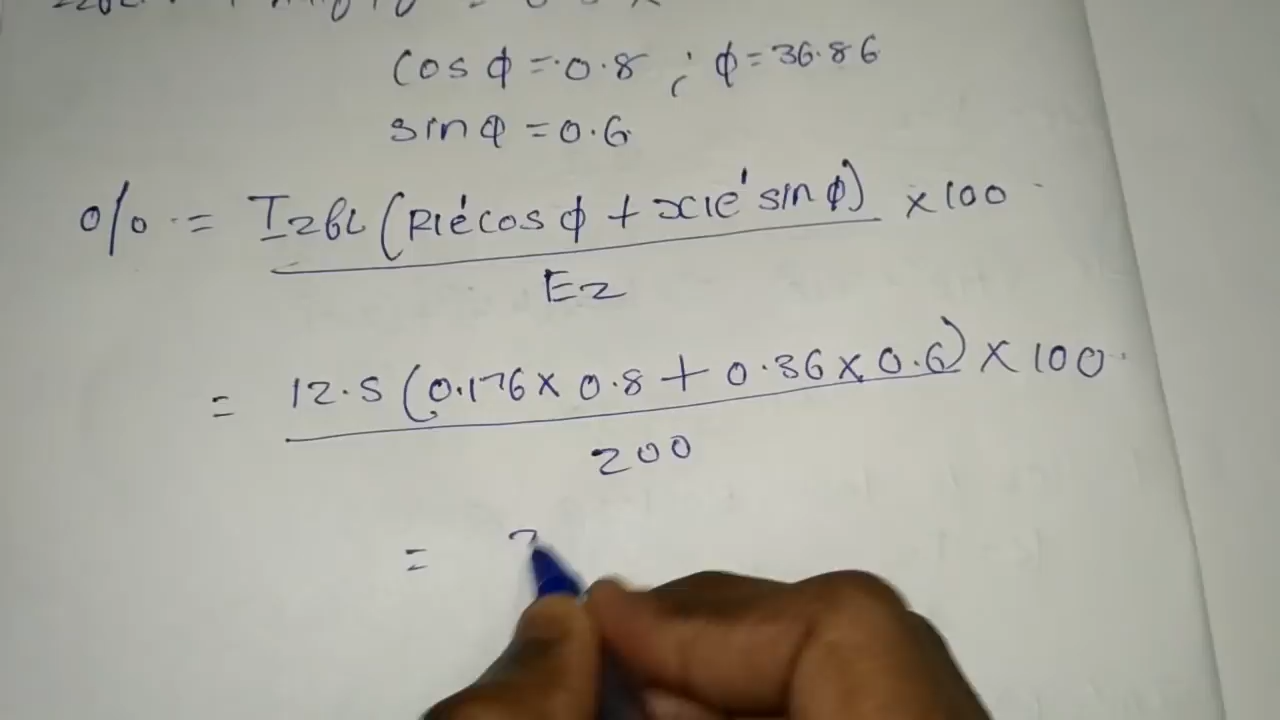 cos φ = 0.8 ; φ = 36.86
sin φ = 0.6
% = I2fL (R1e' cos φ + x1e' sin φ) × 100
E2
= 12.5 (0.176 × 0.8 + 0.36 × 0.6) × 100
200
=